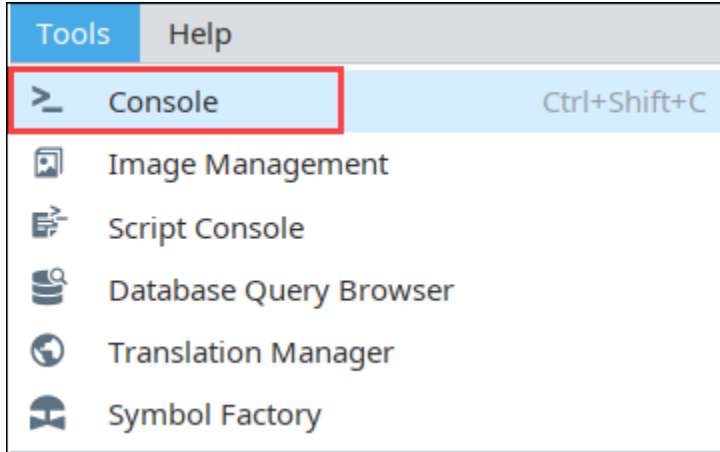 Tools Help
Console Ctrl+Shift+C
Image Management
Script Console
Database Query Browser
Translation Manager
Symbol Factory